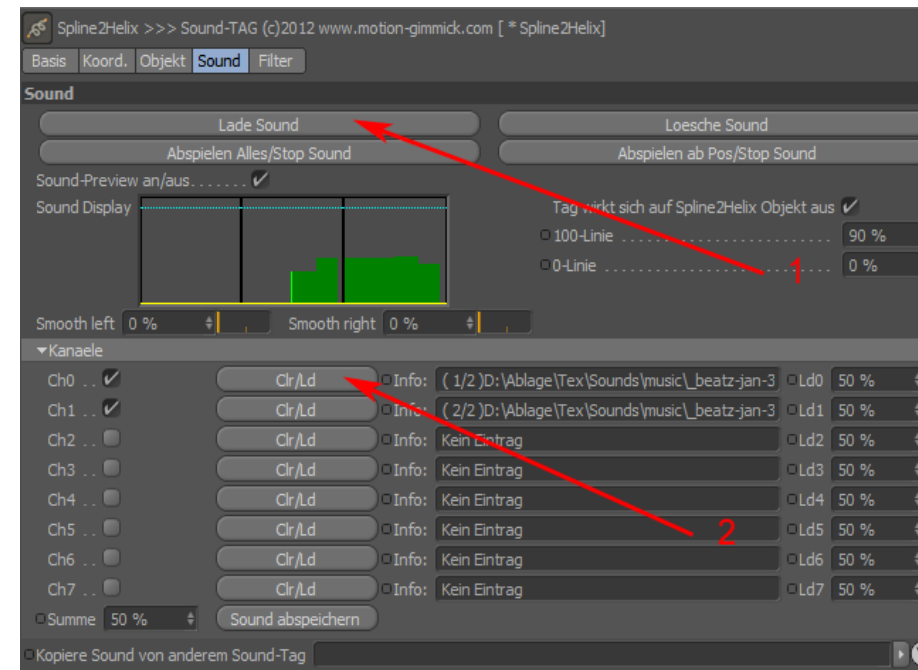 Spline2Helix >>> Sound-TAG (c)2012 www.motion-gimmick.com [ * Spline2Helix]
Basis Koord. Objekt Sound Filter
Sound
Lade Sound Loesche Sound
Abspielen Alles/Stop Sound Abspielen ab Pos/Stop Sound
Sound-Preview an/aus.......
Sound Display Tag wirkt sich auf Spline2Helix Objekt aus
100-Linie 90 %
0-Linie 1 0 %
Smooth left 0 % Smooth right 0 %
Kanaele
Ch0 .. Clr/Ld Info: ( 1/2 )D:\Ablage\Tex\Sounds\music\_beatz-jan-3 Ld0 50 %
Ch1 .. Clr/Ld Info: ( 2/2 )D:\Ablage\Tex\Sounds\music\_beatz-jan-3 Ld1 50 %
Ch2 .. Clr/Ld Info: Kein Eintrag Ld2 50 %
Ch3 .. Clr/Ld Info: Kein Eintrag Ld3 50 %
Ch4 .. Clr/Ld Info: Kein Eintrag Ld4 50 %
Ch5 .. Clr/Ld Info: Kein Eintrag 2 Ld5 50 %
Ch6 .. Clr/Ld Info: Kein Eintrag Ld6 50 %
Ch7 .. Clr/Ld Info: Kein Eintrag Ld7 50 %
Summe 50 % Sound abspeichern
Kopiere Sound von anderem Sound-Tag